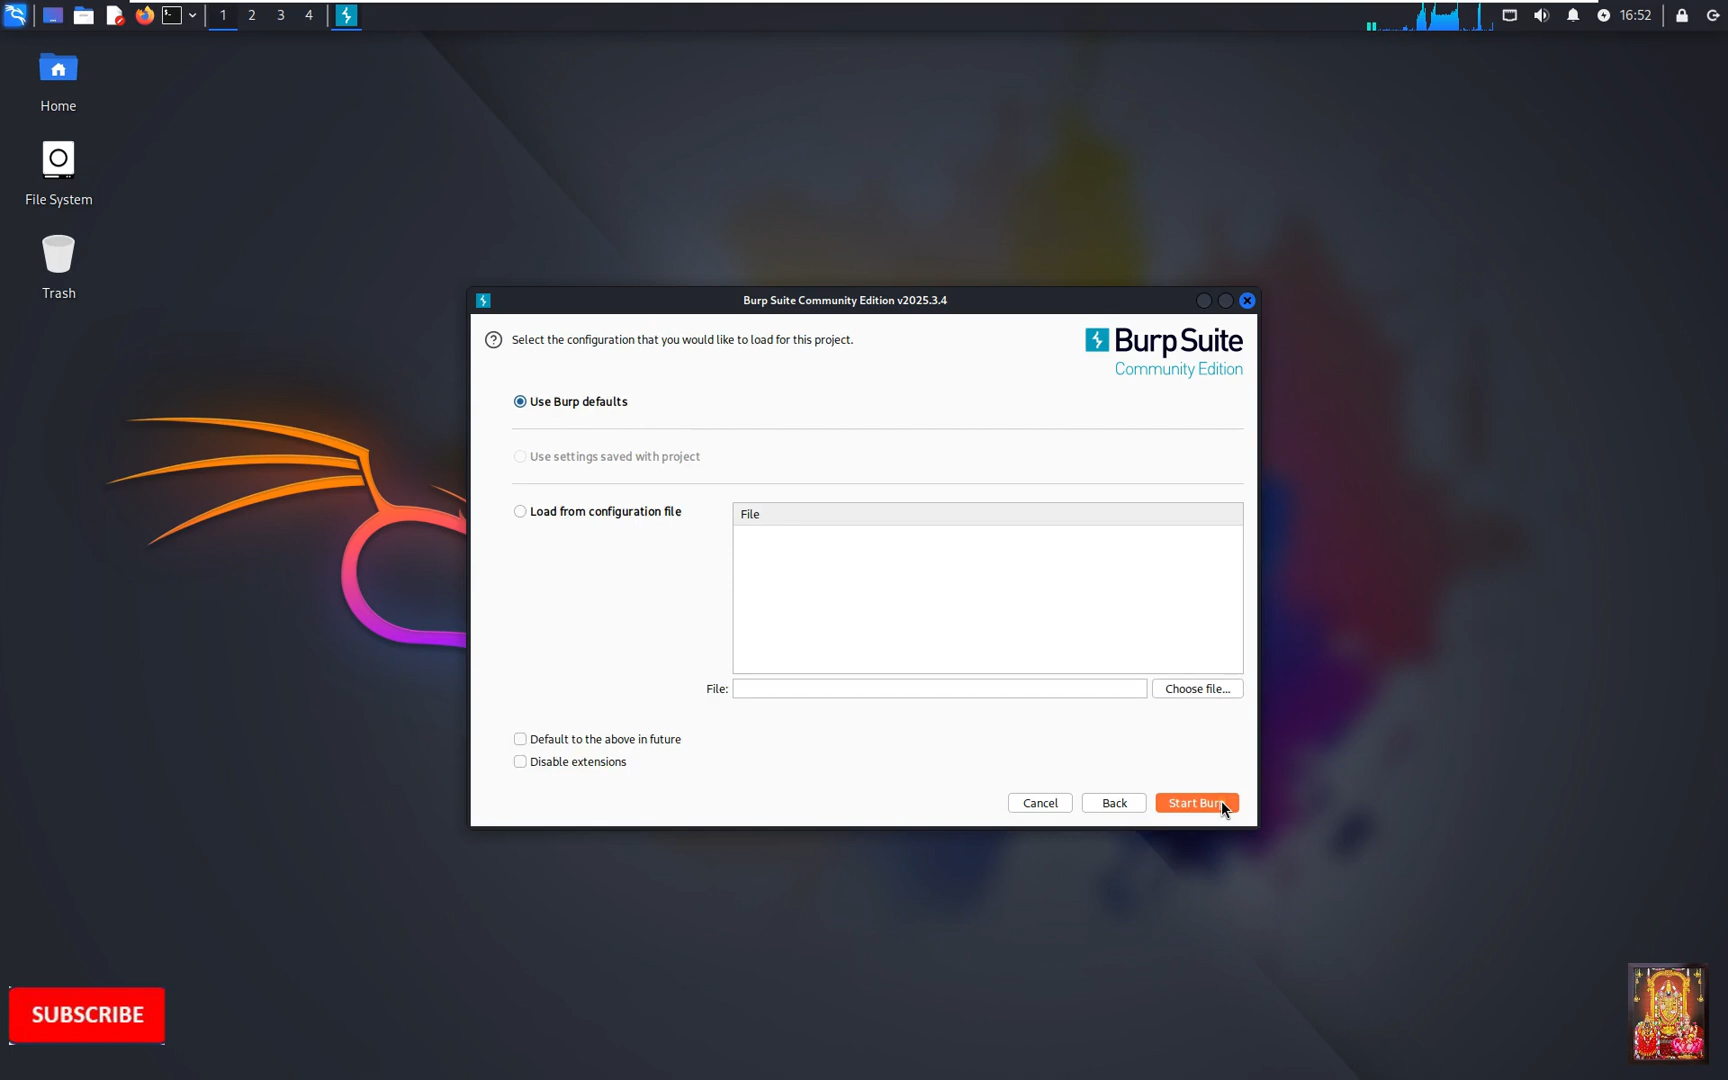 1 2 3 4
16:52
Home
File System
Trash
Burp Suite Community Edition v2025.3.4
Select the configuration that you would like to load for this project.
Burp Suite
Community Edition
Use Burp defaults
Use settings saved with project
Load from configuration file
File
File:
Choose file...
Default to the above in future
Disable extensions
Cancel
Back
Start Burp
SUBSCRIBE